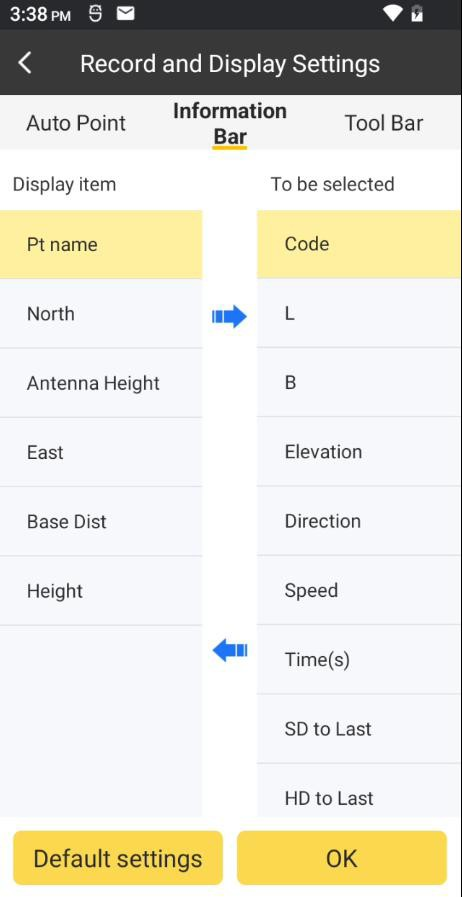 3:38 PM
Record and Display Settings
Auto Point
Information
Bar
Tool Bar
Display item
To be selected
Pt name
Code
North
L
Antenna Height
B
East
Elevation
Base Dist
Direction
Height
Speed
Time(s)
SD to Last
HD to Last
Default settings
OK